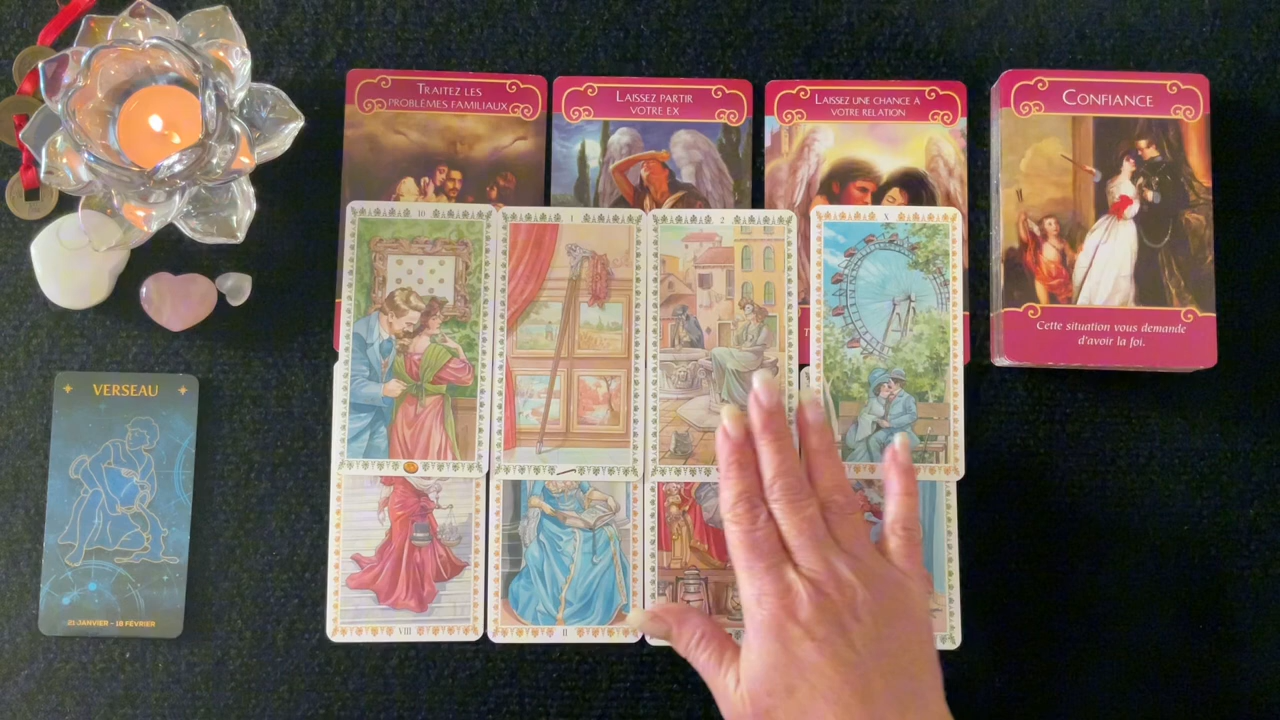 TRAITEZ LES
PROBLÈMES FAMILIAUX
LAISSEZ PARTIR
VOTRE EX
LAISSEZ UNE CHANCE À
VOTRE RELATION
CONFIANCE
Cette situation vous demande
d'avoir la foi.
10
1
2
X
VERSEAU
21 JANVIER – 18 FÉVRIER
VIII
II